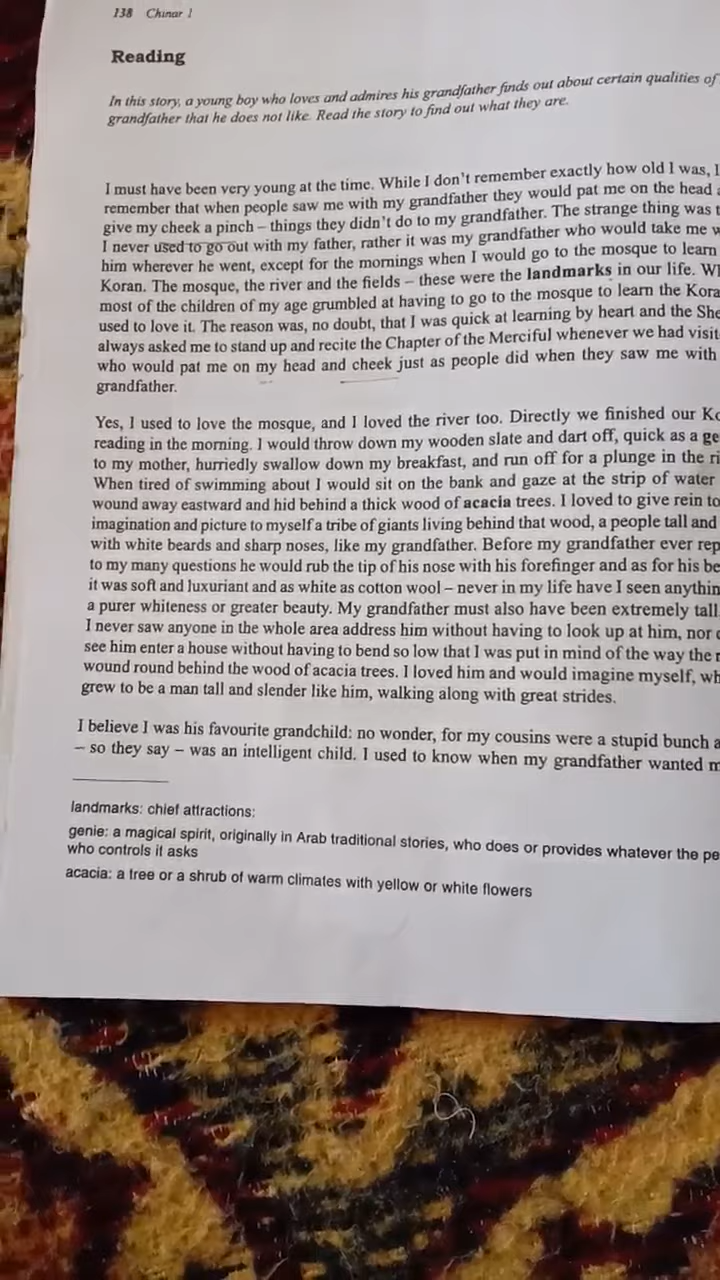 138 Chinar 1
Reading
In this story, a young boy who loves and admires his grandfather finds out about certain qualities of
grandfather that he does not like. Read the story to find out what they are.
I must have been very young at the time. While I don't remember exactly how old I was, I
remember that when people saw me with my grandfather they would pat me on the head
give my cheek a pinch – things they didn't do to my grandfather. The strange thing was
I never used to go out with my father, rather it was my grandfather who would take me
him wherever he went, except for the mornings when I would go to the mosque to learn
Koran. The mosque, the river and the fields – these were the landmarks in our life.
most of the children of my age grumbled at having to go to the mosque to learn the
used to love it. The reason was, no doubt, that I was quick at learning by heart and the
always asked me to stand up and recite the Chapter of the Merciful whenever we had
who would pat me on my head and cheek just as people did when they saw me with
grandfather.
Yes, I used to love the mosque, and I loved the river too. Directly we finished our
reading in the morning. I would throw down my wooden slate and dart off, quick as a
to my mother, hurriedly swallow down my breakfast, and run off for a plunge in the
When tired of swimming about I would sit on the bank and gaze at the strip of water
wound away eastward and hid behind a thick wood of acacia trees. I loved to give rein to
imagination and picture to myself a tribe of giants living behind that wood, a people tall and
with white beards and sharp noses, like my grandfather. Before my grandfather ever
to my many questions he would rub the tip of his nose with his forefinger and as for his
it was soft and luxuriant and as white as cotton wool – never in my life have I seen
a purer whiteness or greater beauty. My grandfather must also have been extremely tall
I never saw anyone in the whole area address him without having to look up at him, nor
see him enter a house without having to bend so low that I was put in mind of the way the
wound round behind the wood of acacia trees. I loved him and would imagine myself,
grew to be a man tall and slender like him, walking along with great strides.
I believe I was his favourite grandchild: no wonder, for my cousins were a stupid bunch
– so they say – was an intelligent child. I used to know when my grandfather wanted
landmarks: chief attractions:
genie: a magical spirit, originally in Arab traditional stories, who does or provides whatever the
who controls it asks
acacia: a tree or a shrub of warm climates with yellow or white flowers